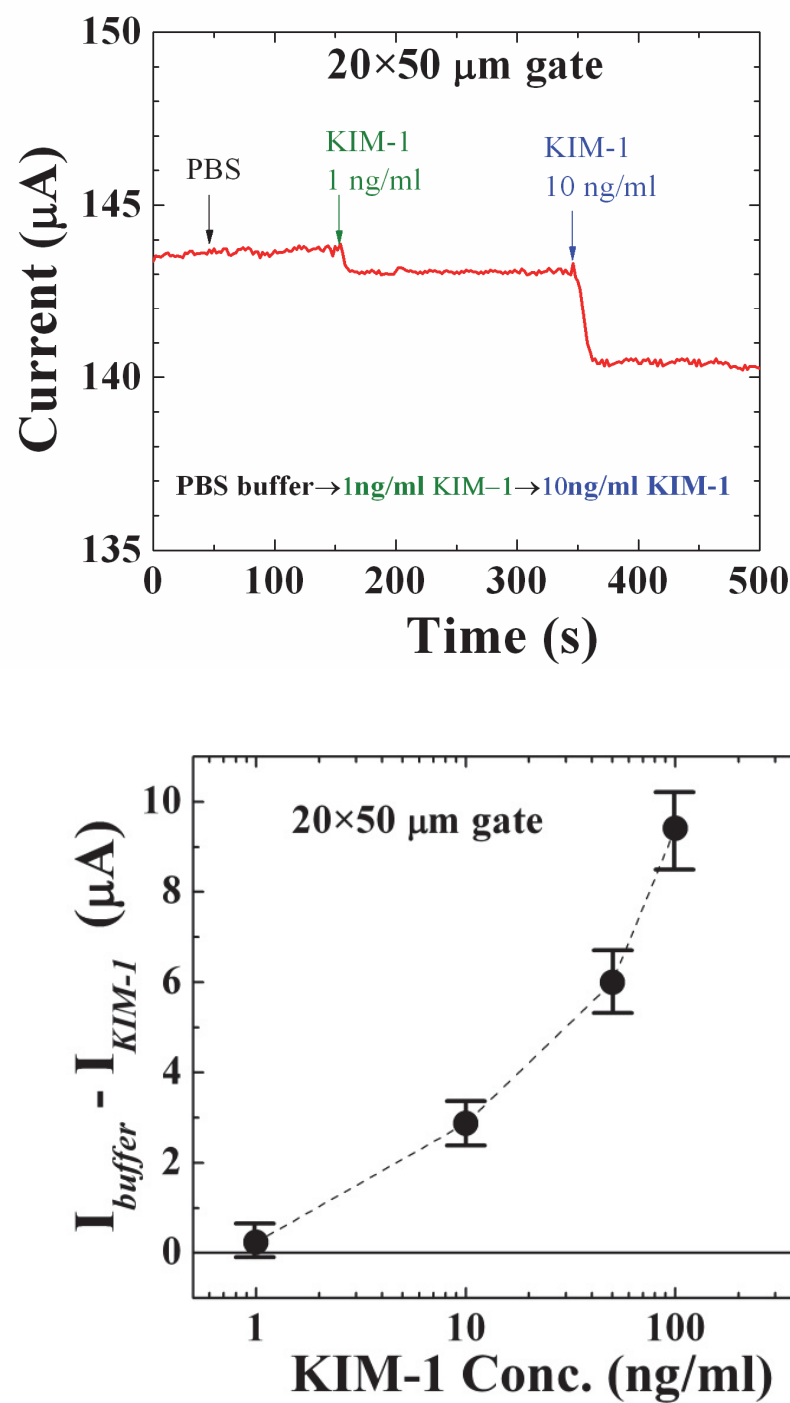 150
20×50 μm gate
KIM-1
1 ng/ml
KIM-1
10 ng/ml
PBS
145
Current (μA)
140
PBS buffer→1ng/ml KIM–1→10ng/ml KIM-1
135
0 100 200 300 400 500
Time (s)
10
20×50 μm gate
8
6
4
2
0
I buffer - I KIM-1 (μA)
1 10 100
KIM-1 Conc. (ng/ml)